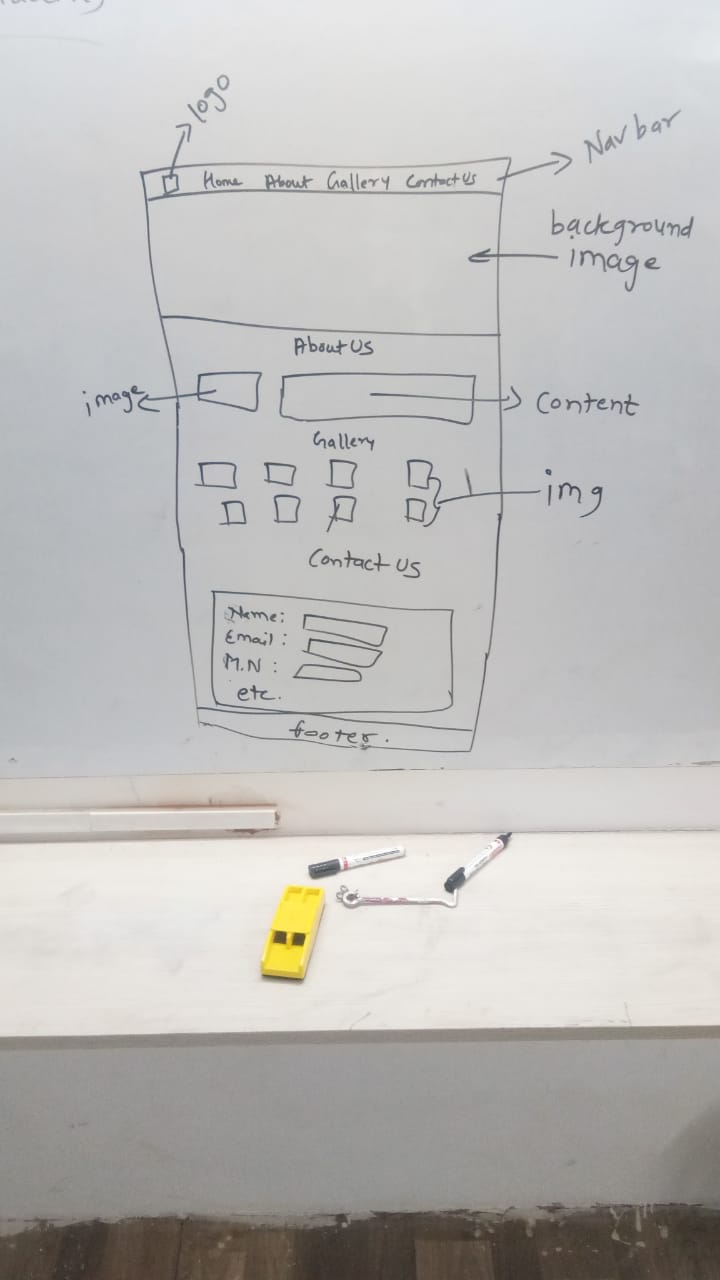 logo
Navbar
Home About Gallery Contact Us
background
image
About Us
image
Content
Gallery
img
Contact Us
Name:
Email:
M.N :
etc.
footer.